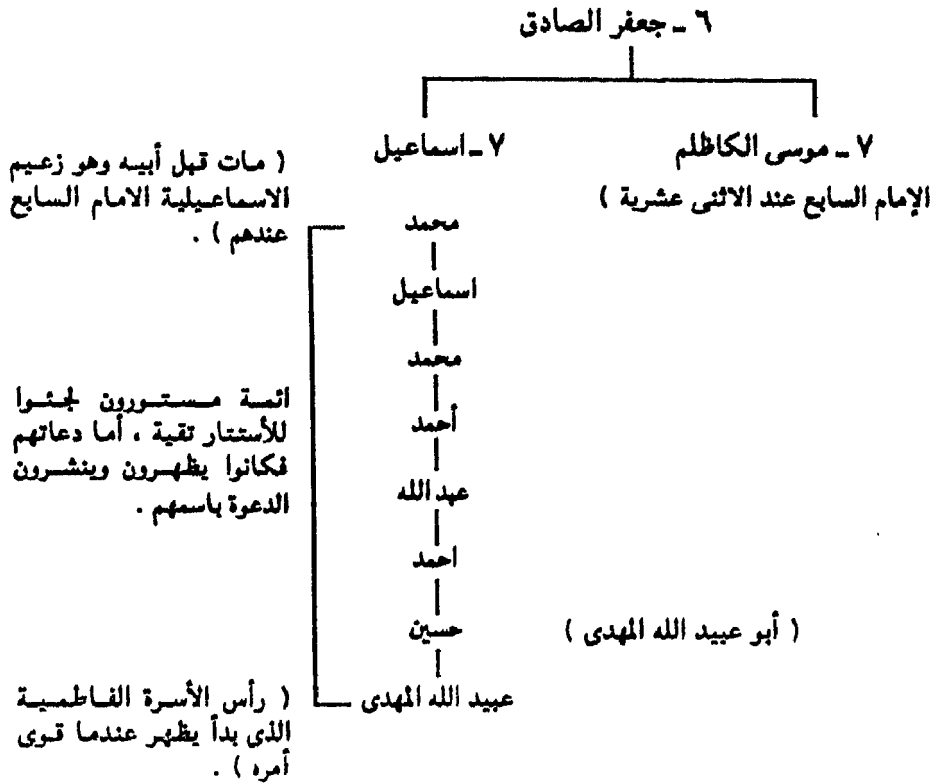 ٦ ـ جعفر الصادق
٧ ـ موسى الكاظلم
الإمام السابع عند الاثنى عشرية )
٧ ـ اسماعيل
( مات قبل أبيه وهو زعيم
الاسماعيلية الامام السابع
عندهم ) .
محمد
اسماعيل
محمد
أحمد
عبد الله
احمد
حسين
( أبو عبيد الله المهدى )
عبيد الله المهدى
ائمة مستورون لجئوا
للأستتار تقية ، أما دعاتهم
فكانوا يظهرون وينشرون
الدعوة باسمهم .
( رأس الأسرة الفاطمية
الذى بدأ يظهر عندما قوى
أمره ) .